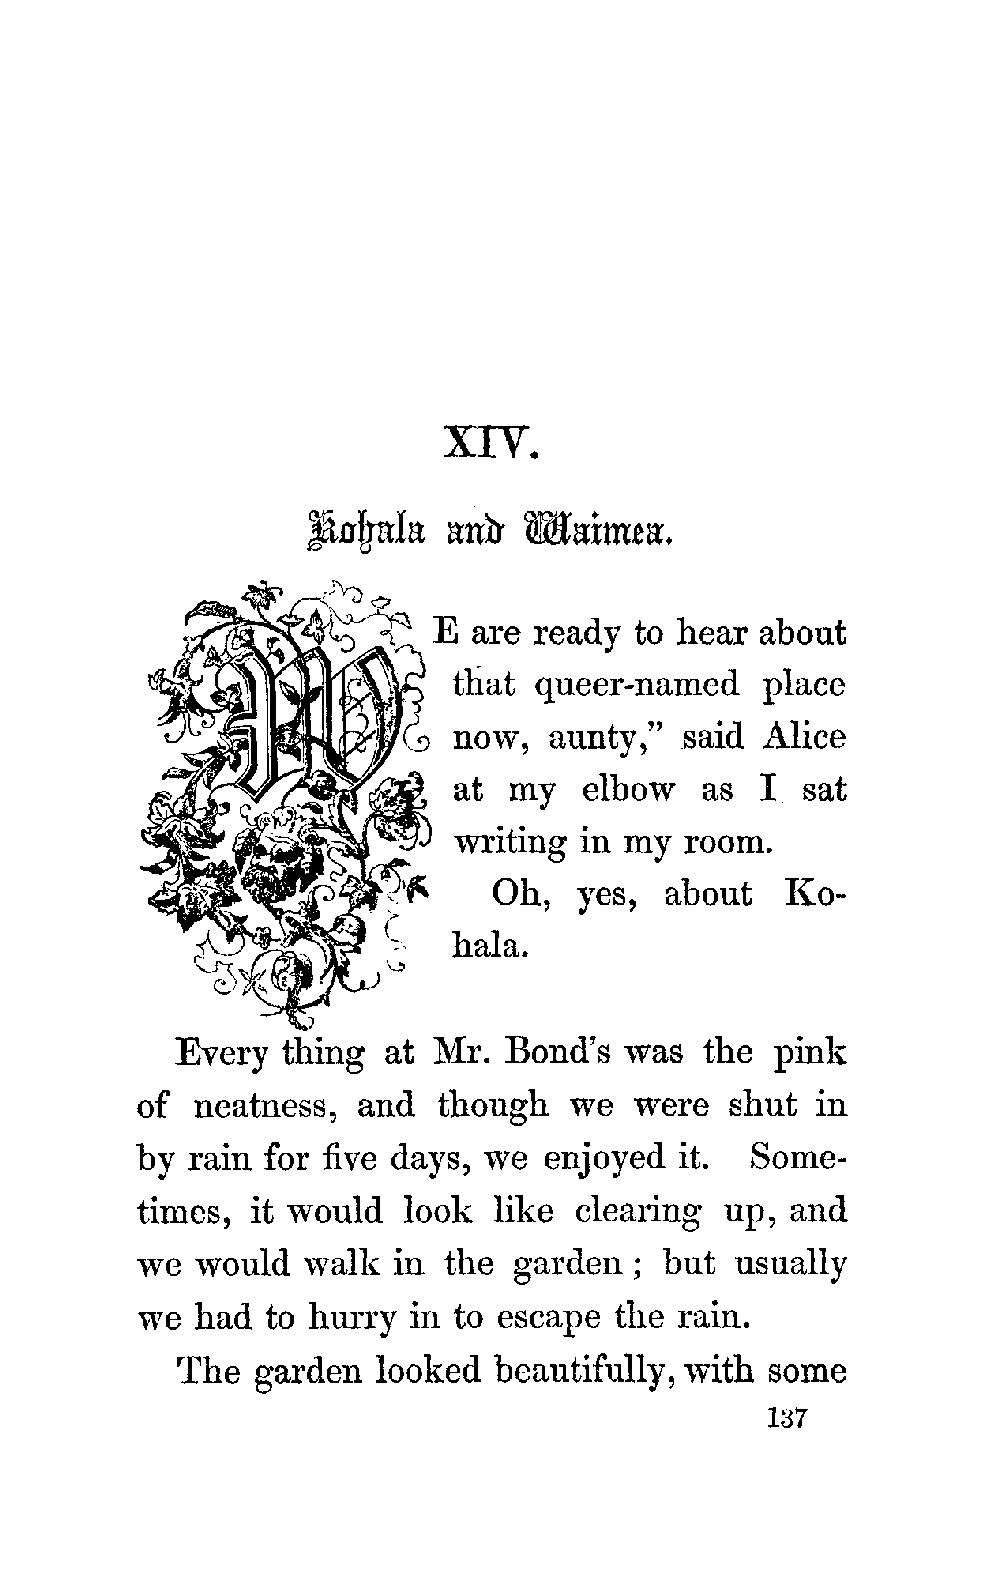 XIV.
Kohala and Waimea.
WE are ready to hear about
that queer-named place
now, aunty,” said Alice
at my elbow as I sat
writing in my room.
Oh, yes, about Ko-
hala.
Every thing at Mr. Bond’s was the pink
of neatness, and though we were shut in
by rain for five days, we enjoyed it. Some-
times, it would look like clearing up, and
we would walk in the garden ; but usually
we had to hurry in to escape the rain.
The garden looked beautifully, with some
137